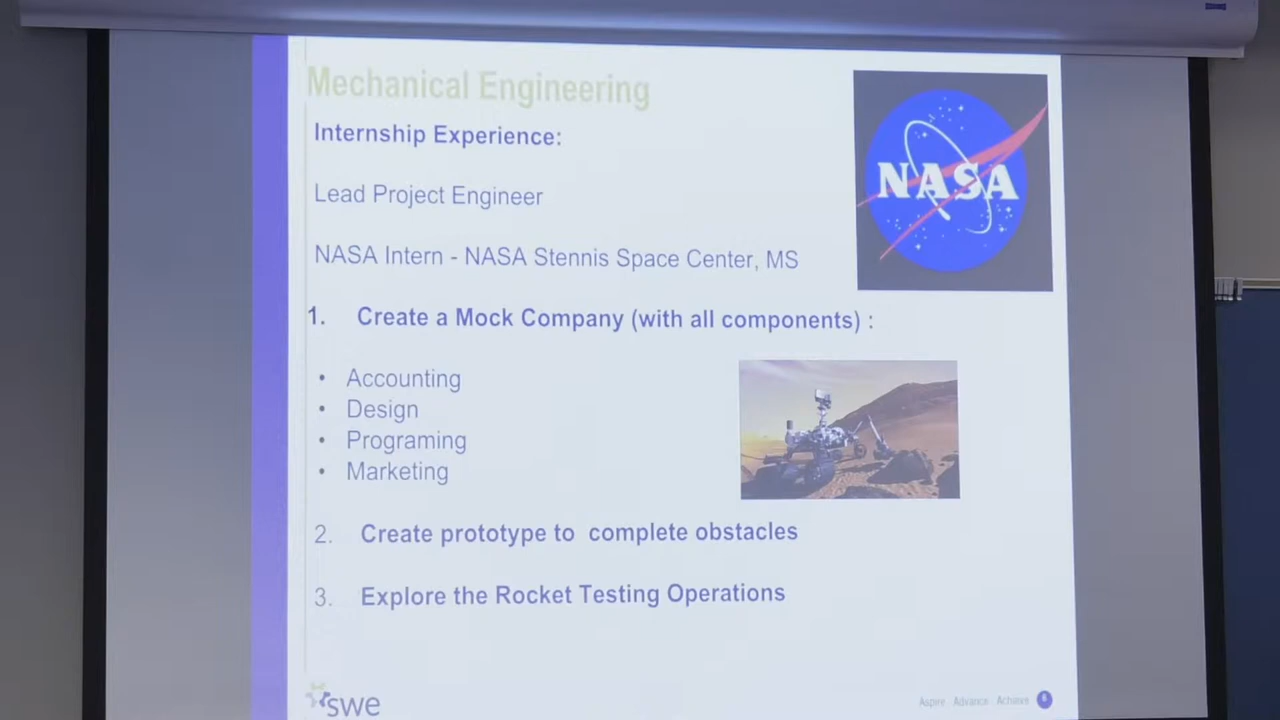 Mechanical Engineering
Internship Experience:
NASA
Lead Project Engineer
NASA Intern - NASA Stennis Space Center, MS
1. Create a Mock Company (with all components) :
• Accounting
• Design
• Programing
• Marketing
2. Create prototype to complete obstacles
3. Explore the Rocket Testing Operations
swe
Aspire Advance Achieve 6